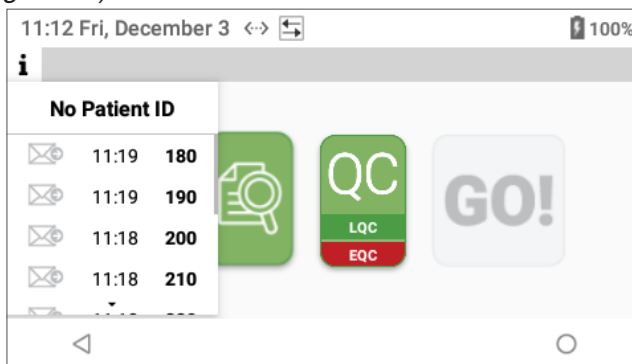 11:12 Fri, December 3
100%
i
No Patient ID
11:19 180
11:19 190
11:18 200
11:18 210
QC
LQC
EQC
GO!